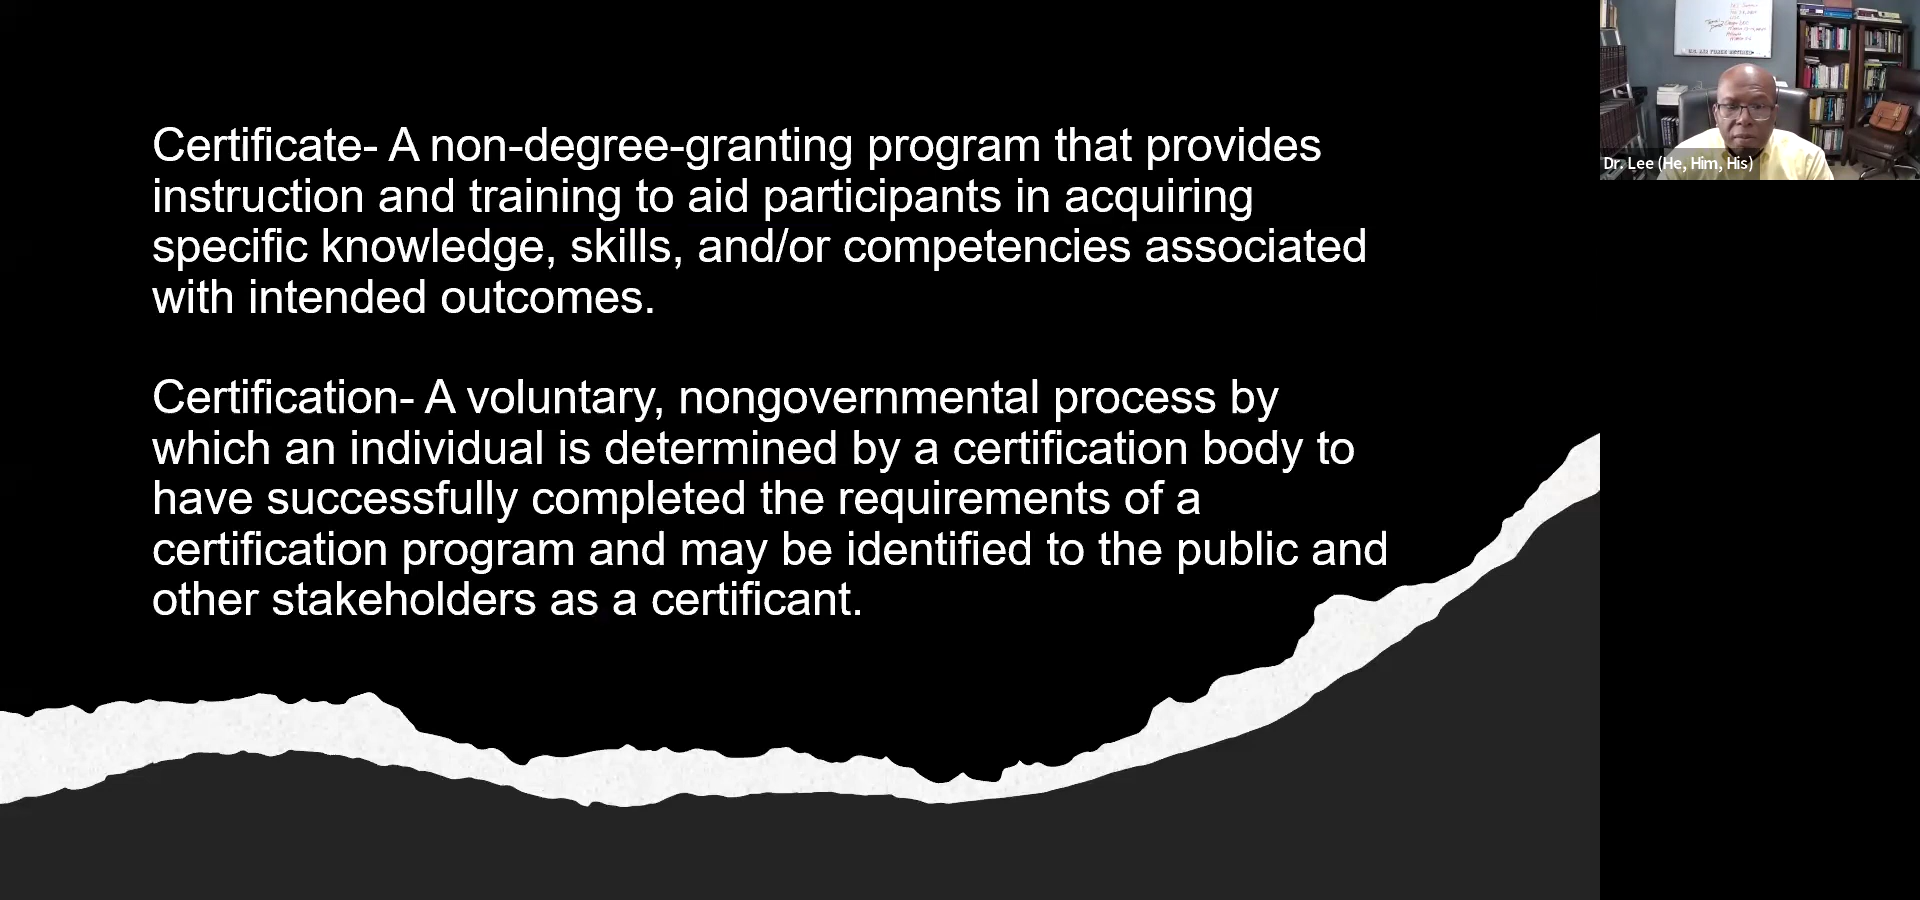 Certificate- A non-degree-granting program that provides
instruction and training to aid participants in acquiring
specific knowledge, skills, and/or competencies associated
with intended outcomes.
Certification- A voluntary, nongovernmental process by
which an individual is determined by a certification body to
have successfully completed the requirements of a
certification program and may be identified to the public and
other stakeholders as a certificant.
U.S. AIR FORCE RETIRED
Dr. Lee (He, Him, His)